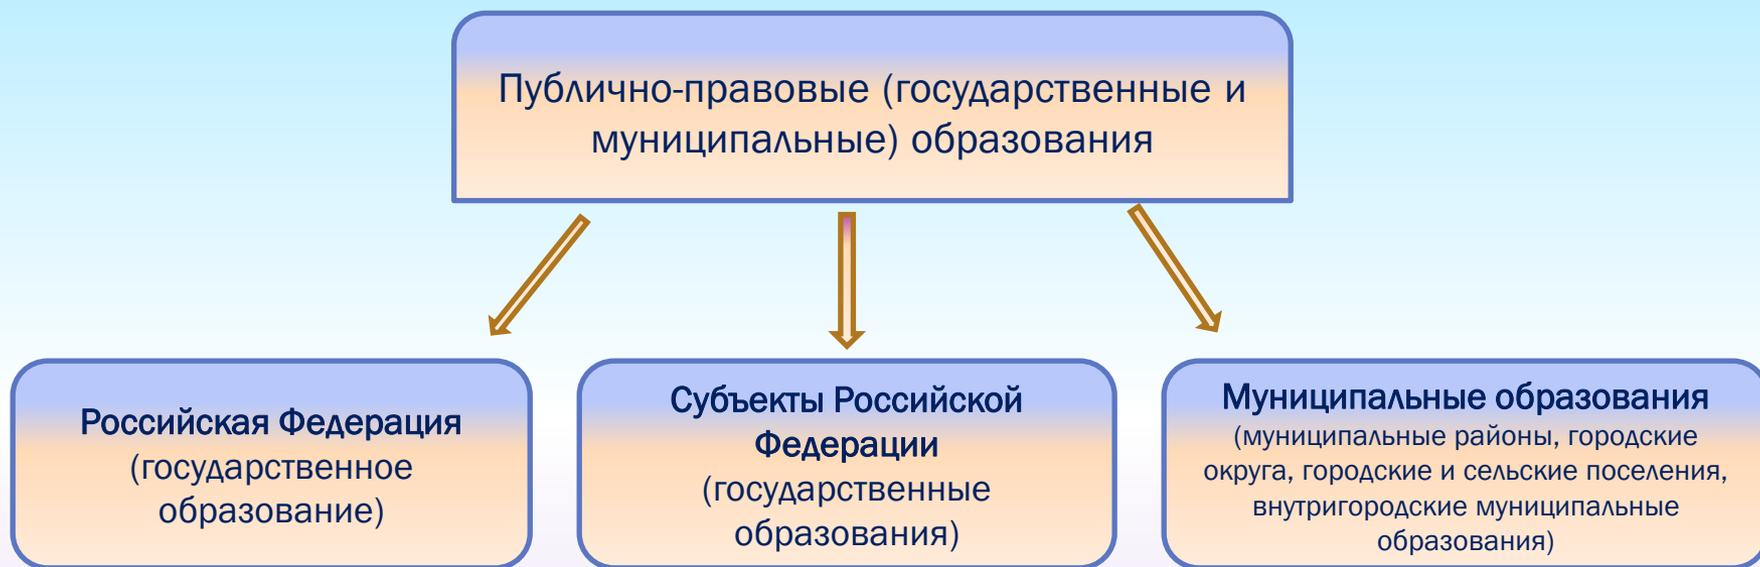 Публично-правовые (государственные и
муниципальные) образования
Российская Федерация
(государственное
образование)
Субъекты Российской
Федерации
(государственные
образования)
Муниципальные образования
(муниципальные районы, городские
округа, городские и сельские поселения,
внутригородские муниципальные
образования)